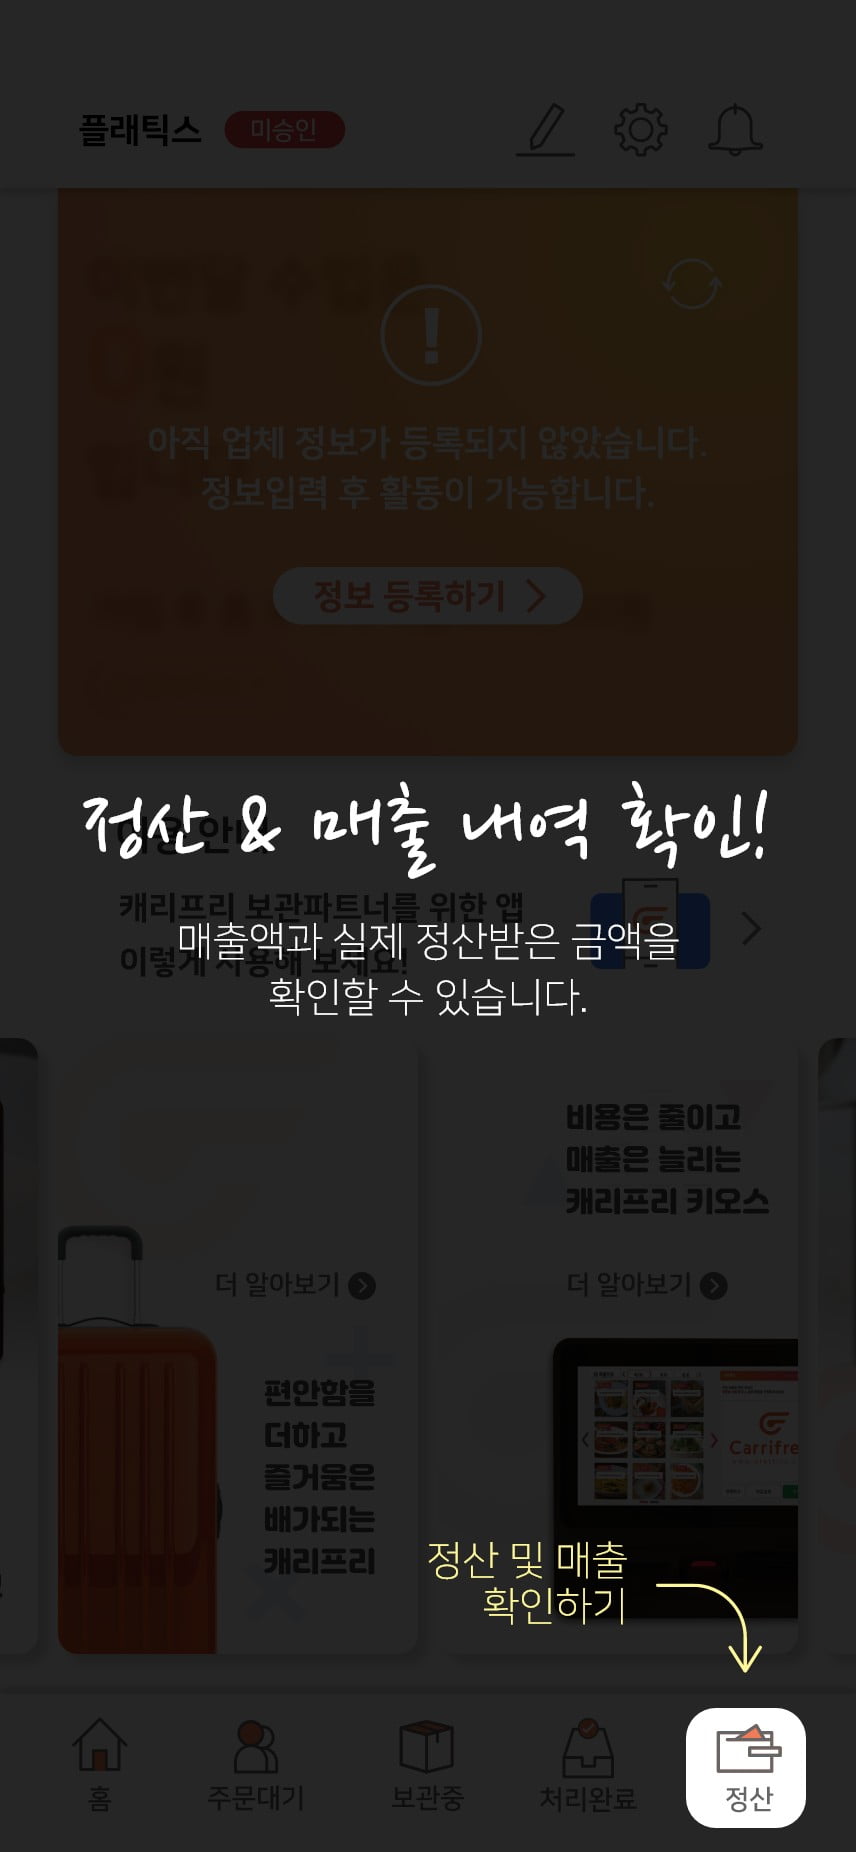 플래틱스 미승인
아직 업체 정보가 등록되지 않았습니다.
정보입력 후 활동이 가능합니다.
정보 등록하기
정산 & 매출 내역 확인!
이용 안내
캐리프리 보관파트너를 위한 앱
이렇게 사용해 보세요!
매출액과 실제 정산받은 금액을
확인할 수 있습니다.
비용은 줄이고
매출은 늘리는
캐리프리 키오스
더 알아보기
더 알아보기
편안함을
더하고
즐거움은
배가되는
캐리프리
Carrifre
정산 및 매출
확인하기
홈
주문대기
보관중
처리완료
정산